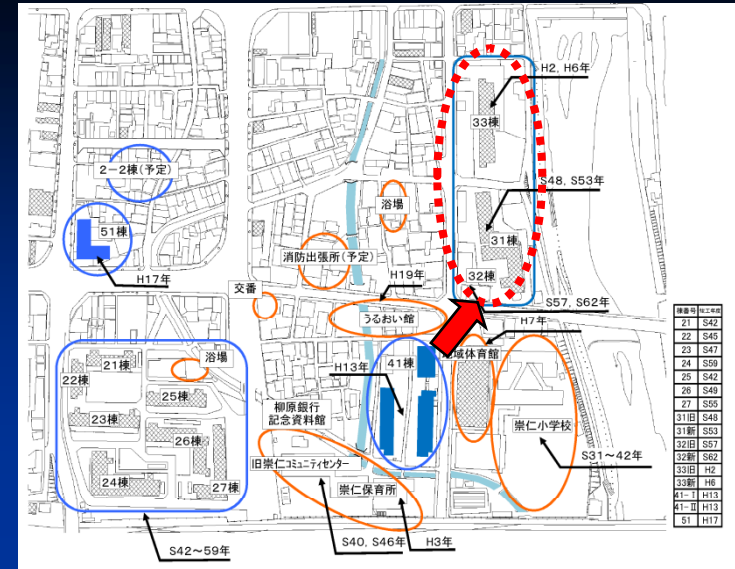 H2, H6年
33棟
2－2棟(予定)
S48, S53年
浴場
51棟
31棟
消防出張所(予定)
H17年
H19年
32棟
交番
S57, S62年
うるおい館
H7年
浴場
41棟
地域体育館
21棟
H13年
22棟
25棟
柳原銀行
記念資料館
崇仁小学校
23棟
26棟
旧崇仁コミュニティセンター
S31～42年
24棟
27棟
崇仁保育所
S42～59年
S40, S46年
H3年
棟番号 竣工年度
21 S42
22 S45
23 S47
24 S59
25 S42
26 S49
27 S55
31旧 S48
31新 S53
32旧 S57
32新 S62
33旧 H2
33新 H6
41-Ⅰ H13
41-Ⅱ H13
51 H17